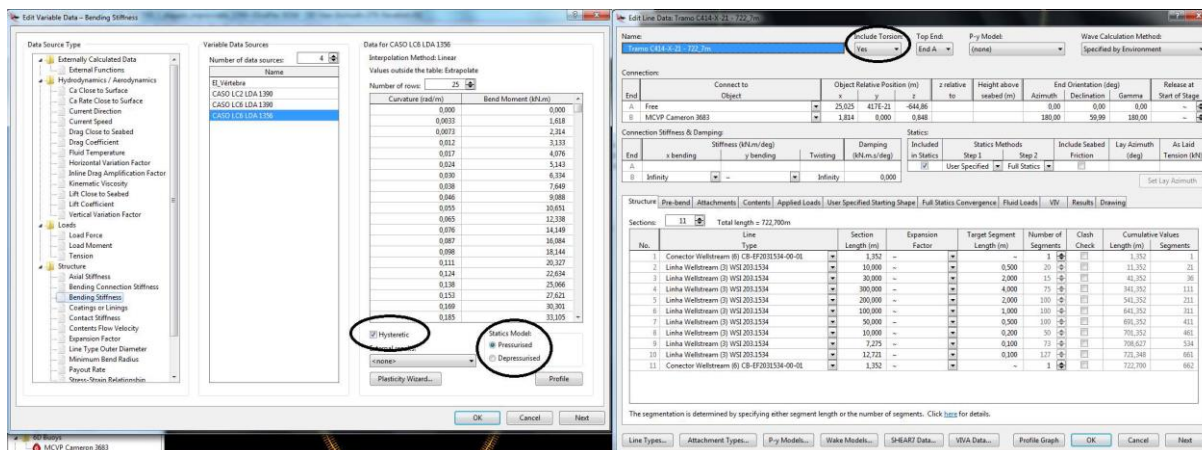 Edit Variable Data – Bending Stiffness
Data Source Type
Externally Calculated Data
External Functions
Hydrodynamics / Aerodynamics
Ca Close to Surface
Ca Rate Close to Surface
Current Direction
Current Speed
Drag Close to Seabed
Drag Coefficient
Fluid Temperature
Horizontal Variation Factor
Inline Drag Amplification Factor
Kinematic Viscosity
Lift Close to Seabed
Lift Coefficient
Vertical Variation Factor
Loads
Load Force
Load Moment
Tension
Structure
Axial Stiffness
Bending Connection Stiffness
Bending Stiffness
Coatings or Linings
Contact Stiffness
Contents Flow Velocity
Expansion Factor
Line Type Outer Diameter
Minimum Bend Radius
Payout Rate
Stress-Strain Relationship
Variable Data Sources
Number of data sources: 4
Name
EI_Vértebra
CASO LC2 LDA 1390
CASO LC6 LDA 1390
CASO LC6 LDA 1356
Data for CASO LC6 LDA 1356
Interpolation Method: Linear
Values outside the table: Extrapolate
Number of rows: 25
Curvature (rad/m) Bend Moment (kN.m)
0,000 0,000
0,0033 1,618
0,0073 2,314
0,012 3,133
0,017 4,076
0,024 5,143
0,030 6,334
0,038 7,649
0,046 9,088
0,055 10,651
0,065 12,338
0,076 14,149
0,087 16,084
0,098 18,144
0,111 20,327
0,124 22,634
0,138 25,066
0,153 27,621
0,169 30,301
0,185 33,105
Hysteretic
Statics Model:
Pressurised
Depressurised
<none>
Plasticity Wizard... Profile
OK Cancel Next
6D Buoys
MCVP Cameron 3683
Edit Line Data: Tramo C414-X-21 - 722_7m
Name: Include Torsion: Top End: P-y Model: Wave Calculation Method:
Tramo C414-X-21 - 722_7m Yes End A (none) Specified by Environment
Connection:
Connect to Object Relative Position (m) z relative Height above End Orientation (deg) Release at
End Object x y z to seabed (m) Azimuth Declination Gamma Start of Stage
A Free 25,025 417E-21 -644,86 0,00 0,00 0,00 ~
B MCVP Cameron 3683 1,814 0,000 0,848 180,00 59,99 180,00 ~
Connection Stiffness & Damping: Statics:
Stiffness (kN.m/deg) Damping Included Statics Methods Include Seabed Lay Azimuth As Laid
End x bending y bending Twisting (kN.m.s/deg) in Statics Step 1 Step 2 Friction (deg) Tension (kN)
A User Specified Full Statics
B Infinity ~ Infinity 0,000
Set Lay Azimuth
Structure Pre-bend Attachments Contents Applied Loads User Specified Starting Shape Full Statics Convergence Fluid Loads VIV Results Drawing
Sections: 11 Total length = 722,700m
Line Section Expansion Target Segment Number of Clash Cumulative Values
No. Type Length (m) Factor Length (m) Segments Check Length (m) Segments
1 Conector Wellstream (6) CB-EF2031534-00-01 1,352 ~ ~ 1 1,352 1
2 Linha Wellstream (3) WSI 203.1534 10,000 ~ 0,500 20 11,352 21
3 Linha Wellstream (3) WSI 203.1534 30,000 ~ 2,000 15 41,352 36
4 Linha Wellstream (3) WSI 203.1534 300,000 ~ 4,000 75 341,352 111
5 Linha Wellstream (3) WSI 203.1534 200,000 ~ 2,000 100 541,352 211
6 Linha Wellstream (3) WSI 203.1534 100,000 ~ 1,000 100 641,352 311
7 Linha Wellstream (3) WSI 203.1534 50,000 ~ 0,500 100 691,352 411
8 Linha Wellstream (3) WSI 203.1534 10,000 ~ 0,200 50 701,352 461
9 Linha Wellstream (3) WSI 203.1534 7,275 ~ 0,100 73 708,627 534
10 Linha Wellstream (3) WSI 203.1534 12,721 ~ 0,100 127 721,348 661
11 Conector Wellstream (6) CB-EF2031534-00-01 1,352 ~ ~ 1 722,700 662
The segmentation is determined by specifying either segment length or the number of segments. Click here for details.
Line Types... Attachment Types... P-y Models... Wake Models... SHEAR7 Data... VIVA Data... Profile Graph OK Cancel Next